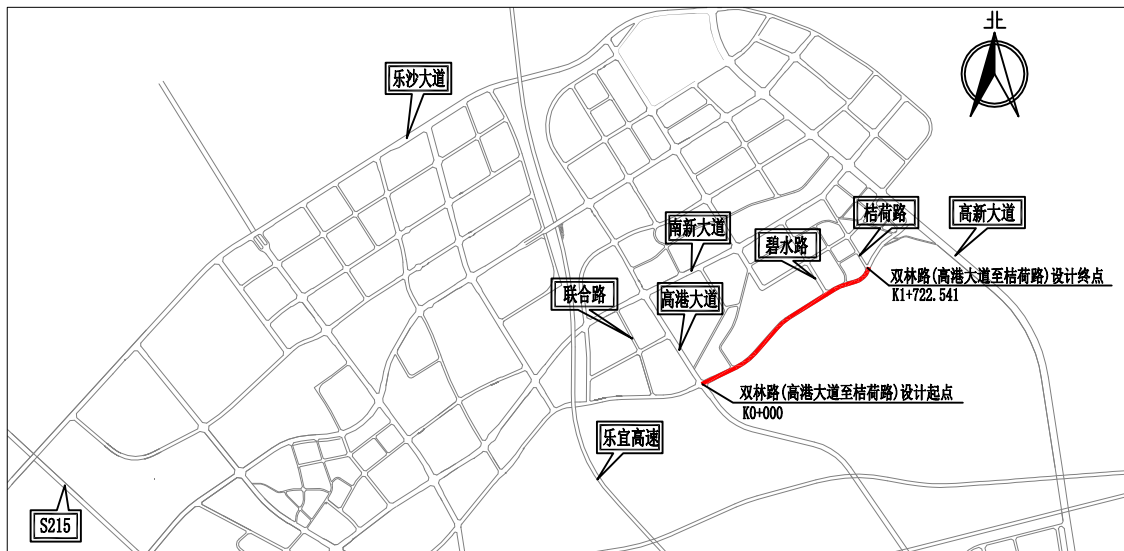 北
乐沙大道
桔荷路
高新大道
南新大道
碧水路
双林路(高港大道至桔荷路)设计终点
K1+722.541
联合路
高港大道
双林路(高港大道至桔荷路)设计起点
K0+000
乐宜高速
S215